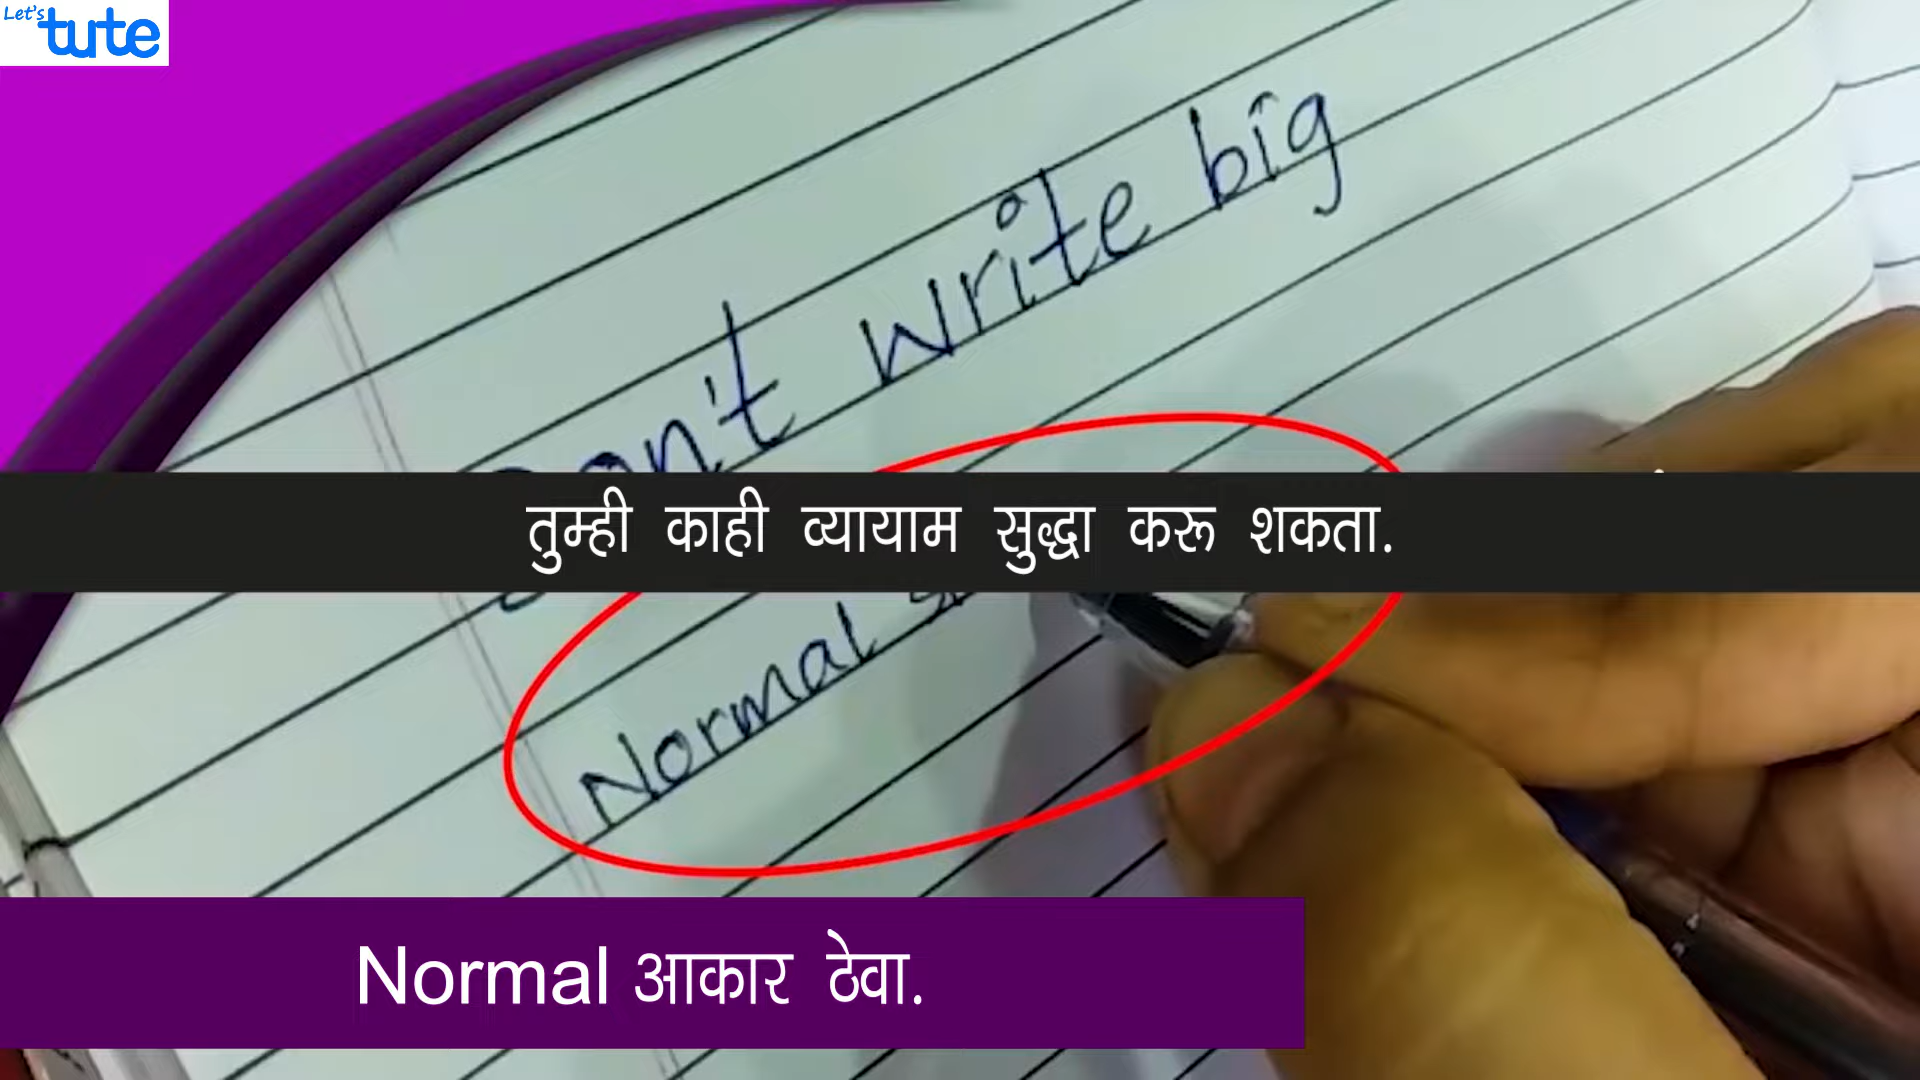 Let's
tute
write big
तुम्ही काही व्यायाम सुद्धा करू शकता.
Normal
Normal आकार ठेवा.